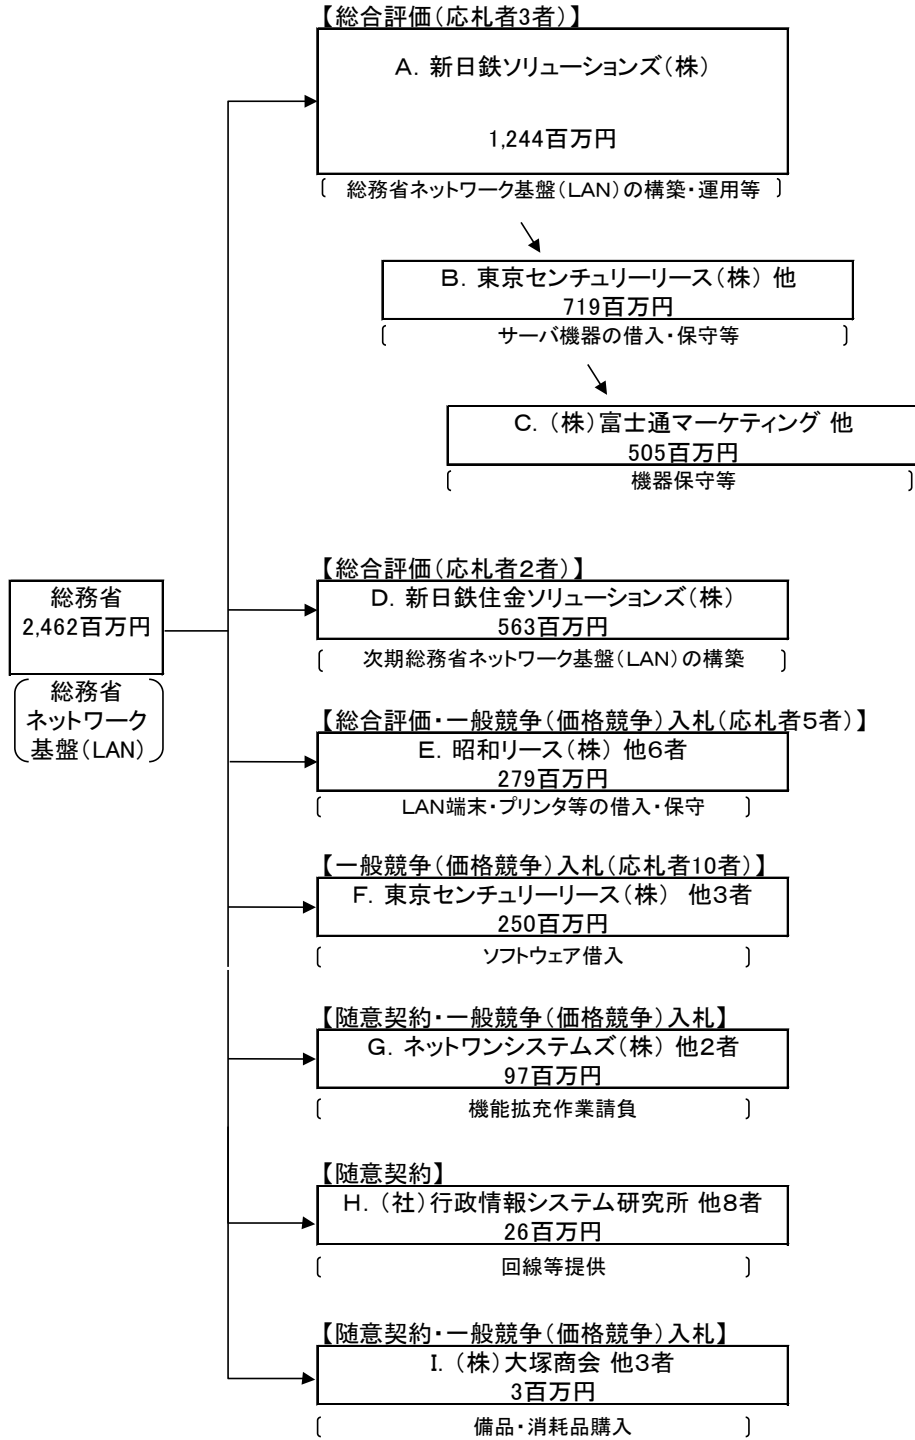 【総合評価(応札者3者)】
A. 新日鉄ソリューションズ(株)
1,244百万円
〔 総務省ネットワーク基盤(LAN)の構築・運用等 〕
B. 東京センチュリーリース(株) 他
719百万円
〔 サーバ機器の借入・保守等 〕
C. (株)富士通マーケティング 他
505百万円
〔 機器保守等 〕
総務省
2,462百万円
総務省
ネットワーク
基盤(LAN)
【総合評価(応札者2者)】
D. 新日鉄住金ソリューションズ(株)
563百万円
〔 次期総務省ネットワーク基盤(LAN)の構築 〕
【総合評価・一般競争(価格競争)入札(応札者5者)】
E. 昭和リース(株) 他6者
279百万円
〔 LAN端末・プリンタ等の借入・保守 〕
【一般競争(価格競争)入札(応札者10者)】
F. 東京センチュリーリース(株) 他3者
250百万円
〔 ソフトウェア借入 〕
【随意契約・一般競争(価格競争)入札】
G. ネットワンシステムズ(株) 他2者
97百万円
〔 機能拡充作業請負 〕
【随意契約】
H. (社)行政情報システム研究所 他8者
26百万円
〔 回線等提供 〕
【随意契約・一般競争(価格競争)入札】
I. (株)大塚商会 他3者
3百万円
〔 備品・消耗品購入 〕